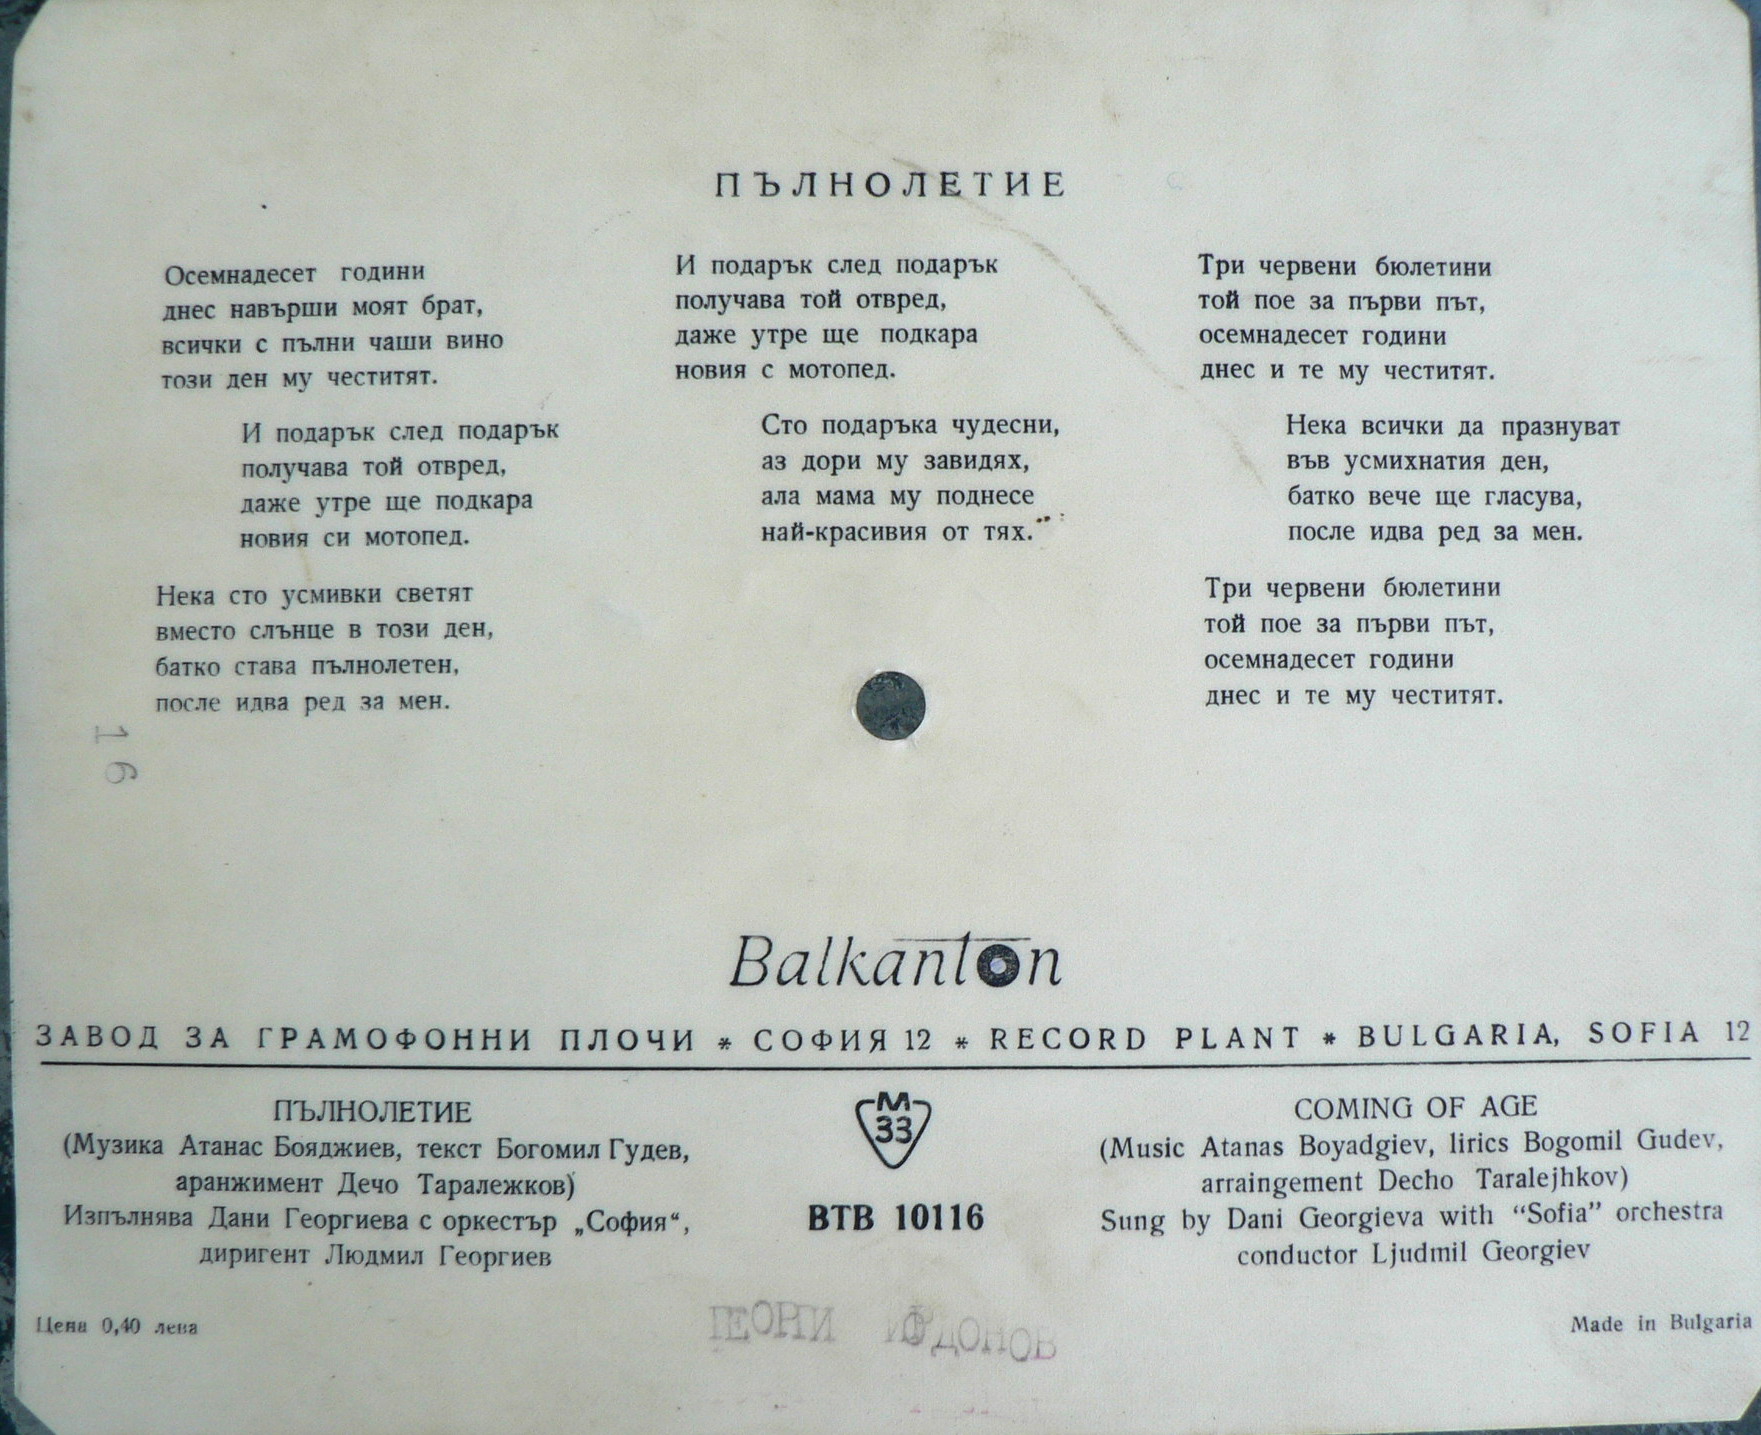 ПЪЛНОЛЕТИЕ
Осемнадесет години
днес навърши моят брат,
всички с пълни чаши вино
този ден му честитят.
И подарък след подарък
получава той отвред,
даже утре ще подкара
новия си мотопед.
Нека сто усмивки светят
вместо слънце в този ден,
батко става пълнолетен,
после идва ред за мен.
И подарък след подарък
получава той отвред,
даже утре ще подкара
новия с мотопед.
Сто подаръка чудесни,
аз дори му завидях,
ала мама му поднесе
най-красивия от тях.
Три червени бюлетини
той пое за първи път,
осемнадесет години
днес и те му честитят.
Нека всички да празнуват
във усмихнатия ден,
батко вече ще гласува,
после идва ред за мен.
Три червени бюлетини
той пое за първи път,
осемнадесет години
днес и те му честитят.
16
Balkanton
ЗАВОД ЗА ГРАМОФОННИ ПЛОЧИ * СОФИЯ 12 * RECORD PLANT * BULGARIA, SOFIA 12
ПЪЛНОЛЕТИЕ
(Музика Атанас Бояджиев, текст Богомил Гудев,
аранжимент Дечо Таралежков)
Изпълнява Дани Георгиева с оркестър „София“,
диригент Людмил Георгиев
Цена 0,40 лева
М
33
ВТВ 10116
COMING OF AGE
(Music Atanas Boyadgiev, lirics Bogomil Gudev,
arraingement Decho Taralejhkov)
Sung by Dani Georgieva with “Sofia” orchestra
conductor Ljudmil Georgiev
Made in Bulgaria